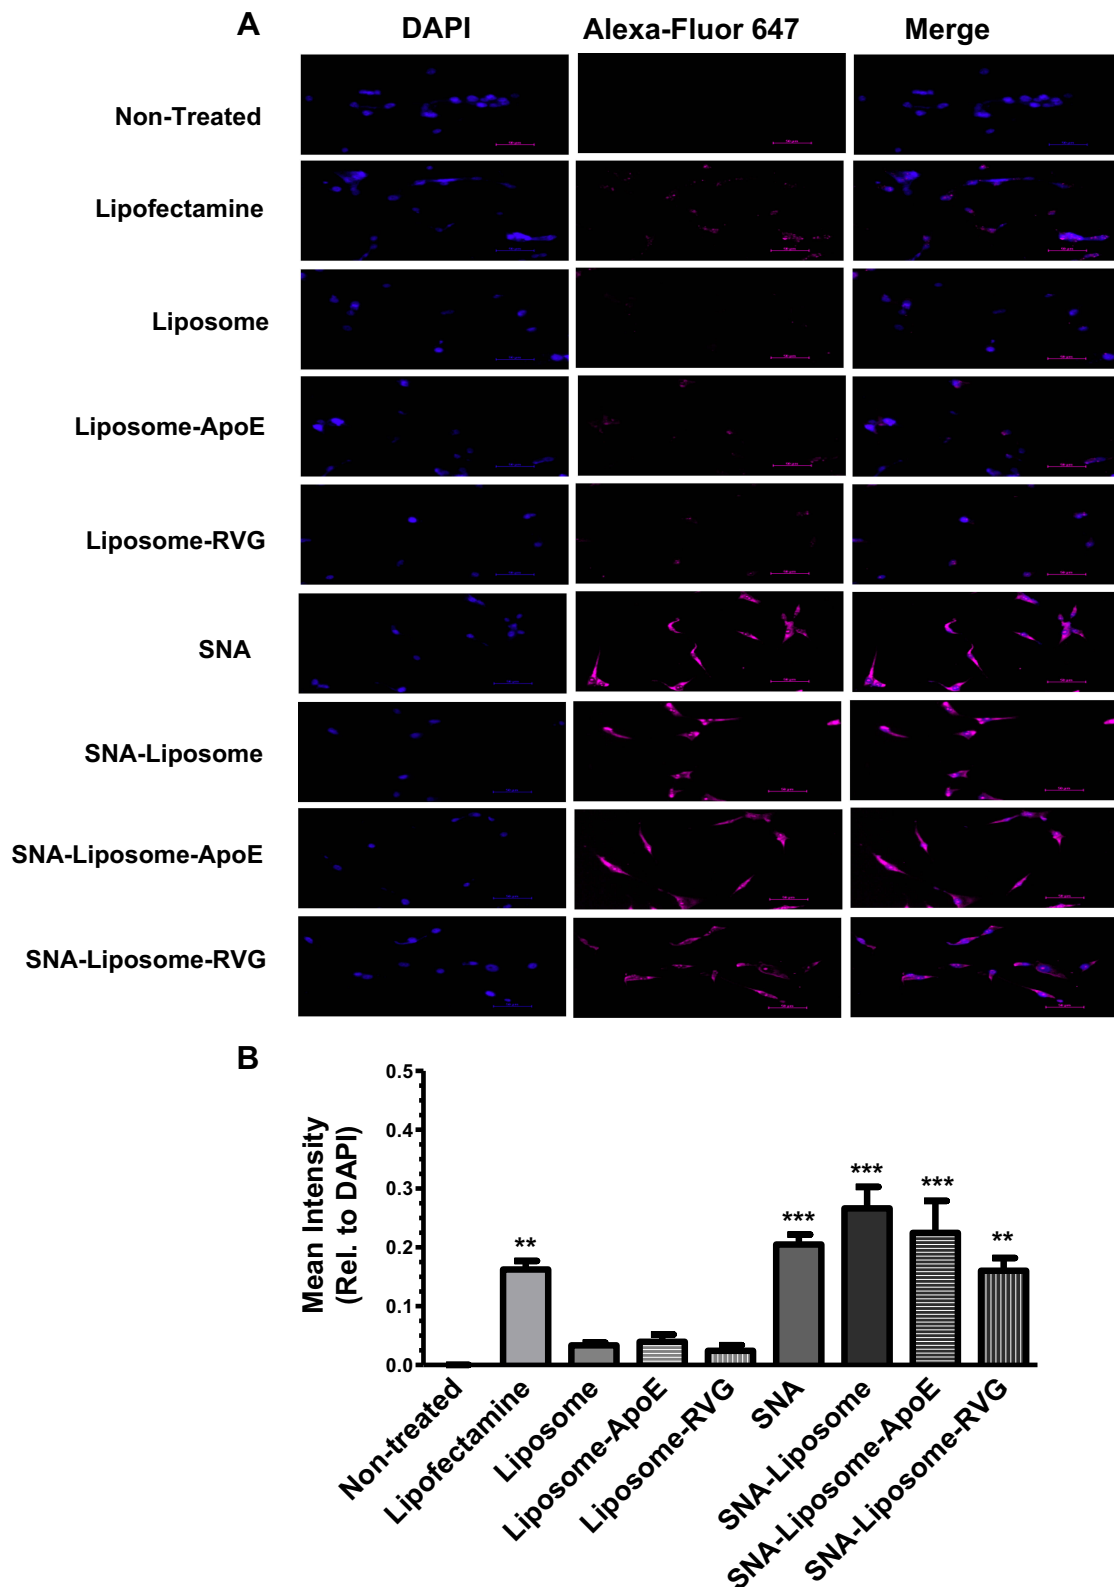 A
DAPI
Alexa-Fluor 647
Merge
Non-Treated
Lipofectamine
Liposome
Liposome-ApoE
Liposome-RVG
SNA
SNA-Liposome
SNA-Liposome-ApoE
SNA-Liposome-RVG
B
Mean Intensity
(Rel. to DAPI)
0.5
0.4
0.3
0.2
0.1
0.0
**
***
***
***
**
Non-treated
Lipofectamine
Liposome
Liposome-ApoE
Liposome-RVG
SNA
SNA-Liposome
SNA-Liposome-ApoE
SNA-Liposome-RVG